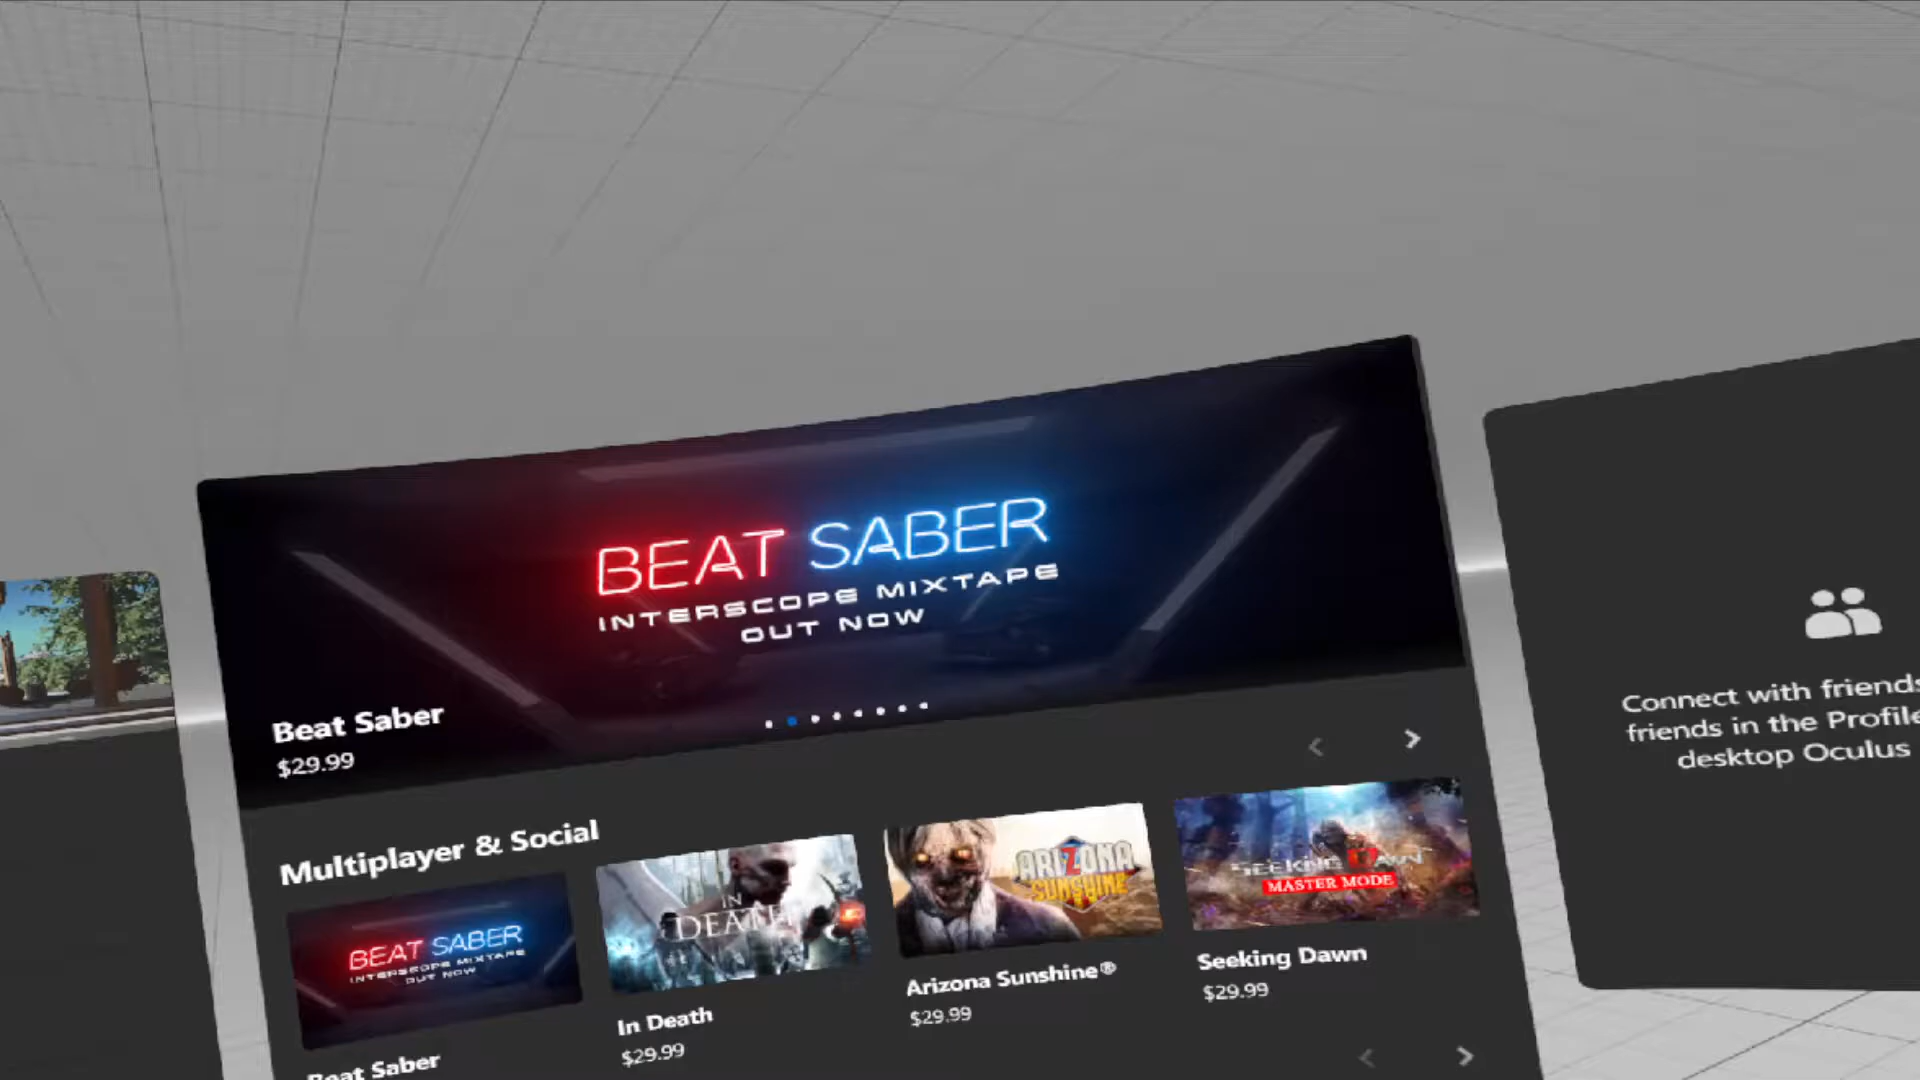 BEAT SABER
INTERSCOPE MIXTAPE
OUT NOW
Beat Saber
$29.99
Multiplayer & Social
BEAT SABER
INTERSCOPE MIXTAPE
OUT NOW
Beat Saber
IN
DEATH
In Death
$29.99
ARIZONA
SUNSHINE
Arizona Sunshine®
$29.99
SEEKING DAWN
MASTER MODE
Seeking Dawn
$29.99
Connect with friends
friends in the Profile
desktop Oculus